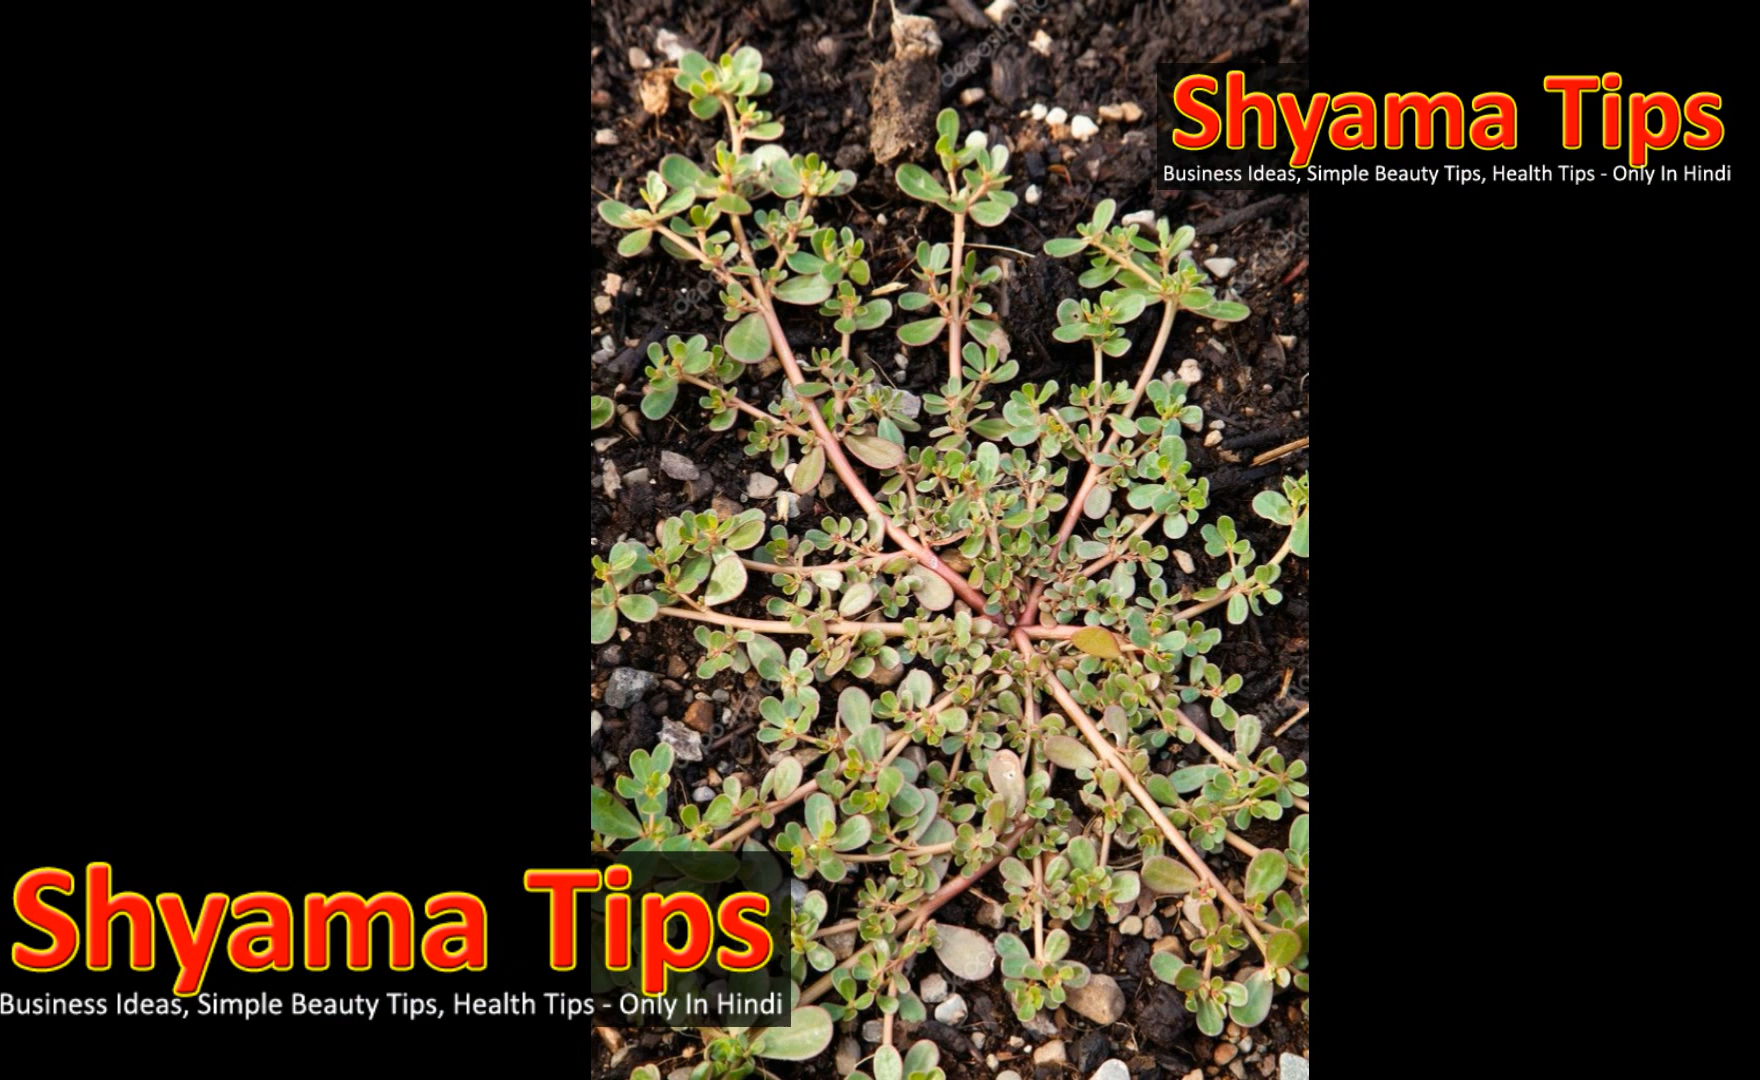 Shyama Tips
Business Ideas, Simple Beauty Tips, Health Tips - Only In Hindi
Shyama Tips
Business Ideas, Simple Beauty Tips, Health Tips - Only In Hindi